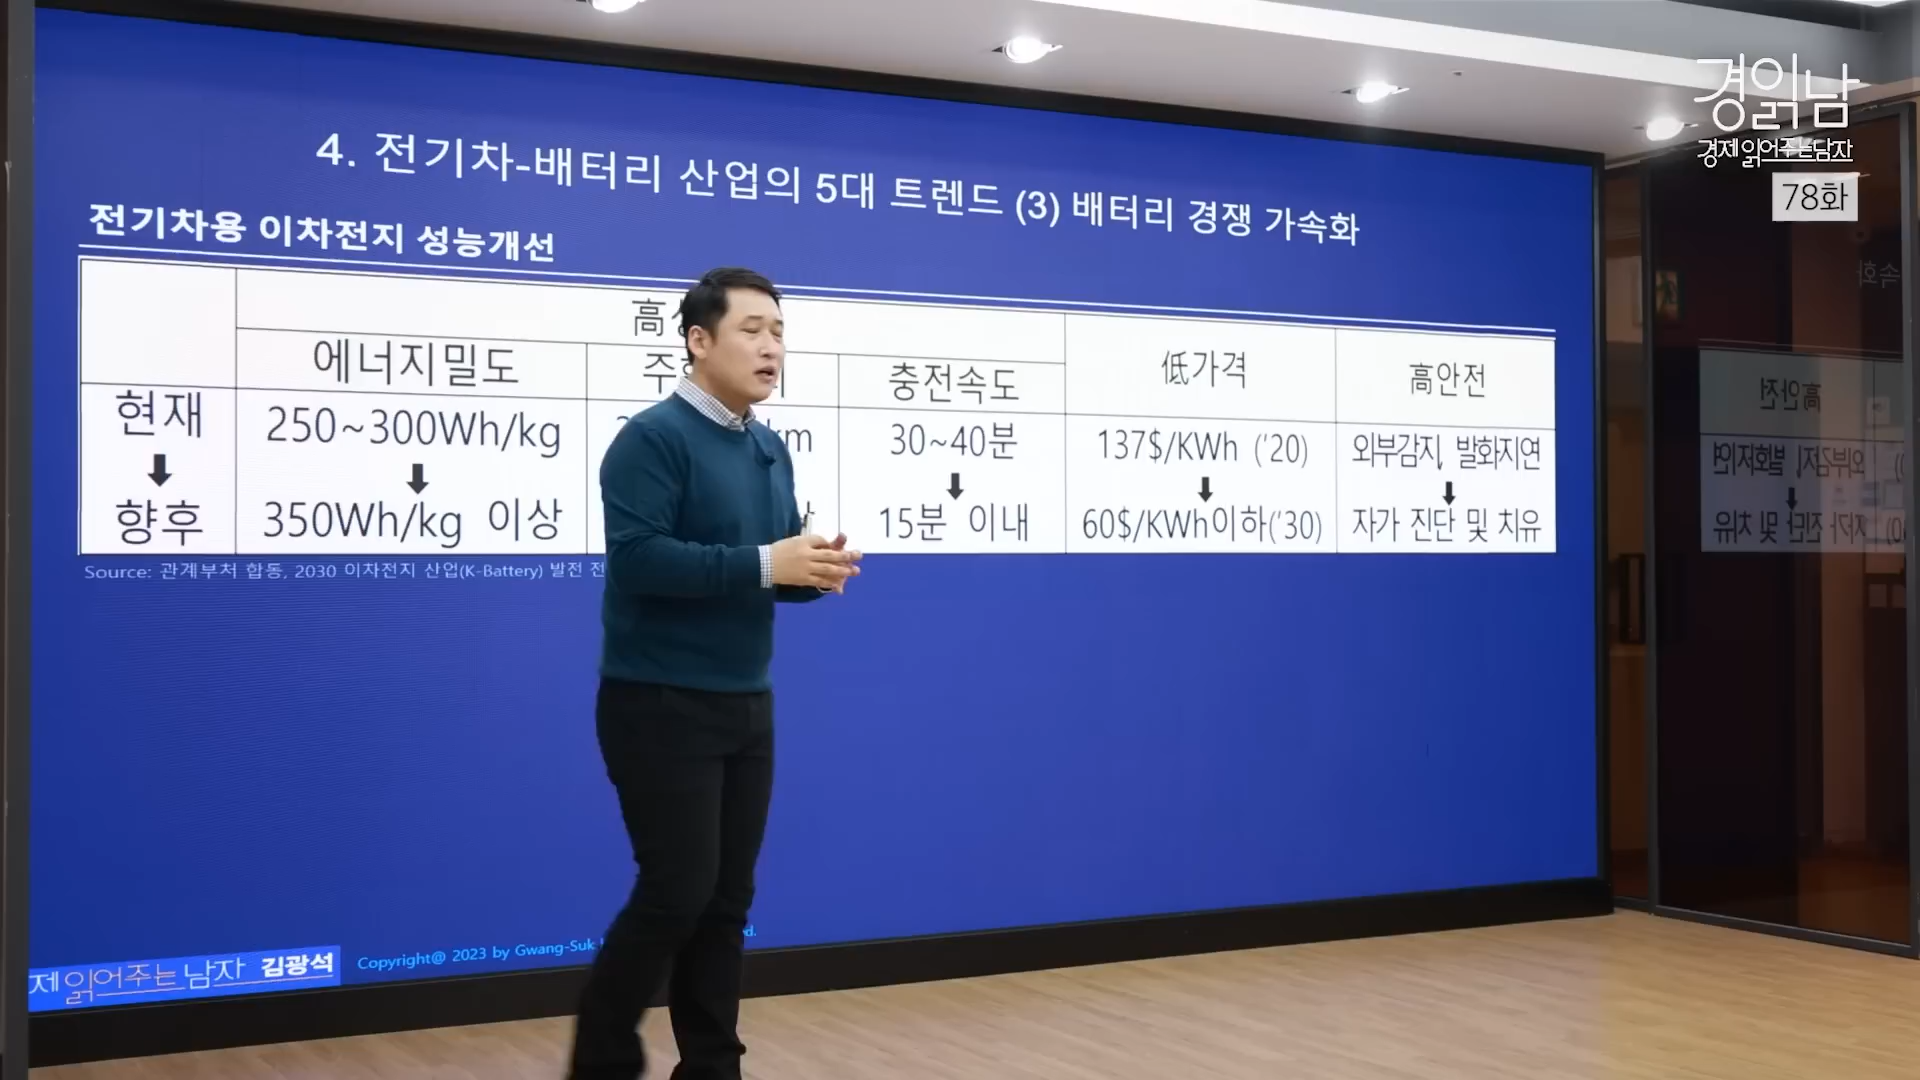 경읽남
경제 읽어주는 남자
78화
4. 전기차-배터리 산업의 5대 트렌드 (3) 배터리 경쟁 가속화
전기차용 이차전지 성능개선
高
에너지밀도
충전속도
低가격
高안전
현재
250~300Wh/kg
km
30~40분
137$/KWh ('20)
외부감지, 발화지연
향후
350Wh/kg 이상
15분 이내
60$/KWh이하('30)
자가 진단 및 치유
Source: 관계부처 합동, 2030 이차전지 산업(K-Battery) 발전
제 읽어주는 남자 김광석
Copyright@ 2023 by Gwang-Suk